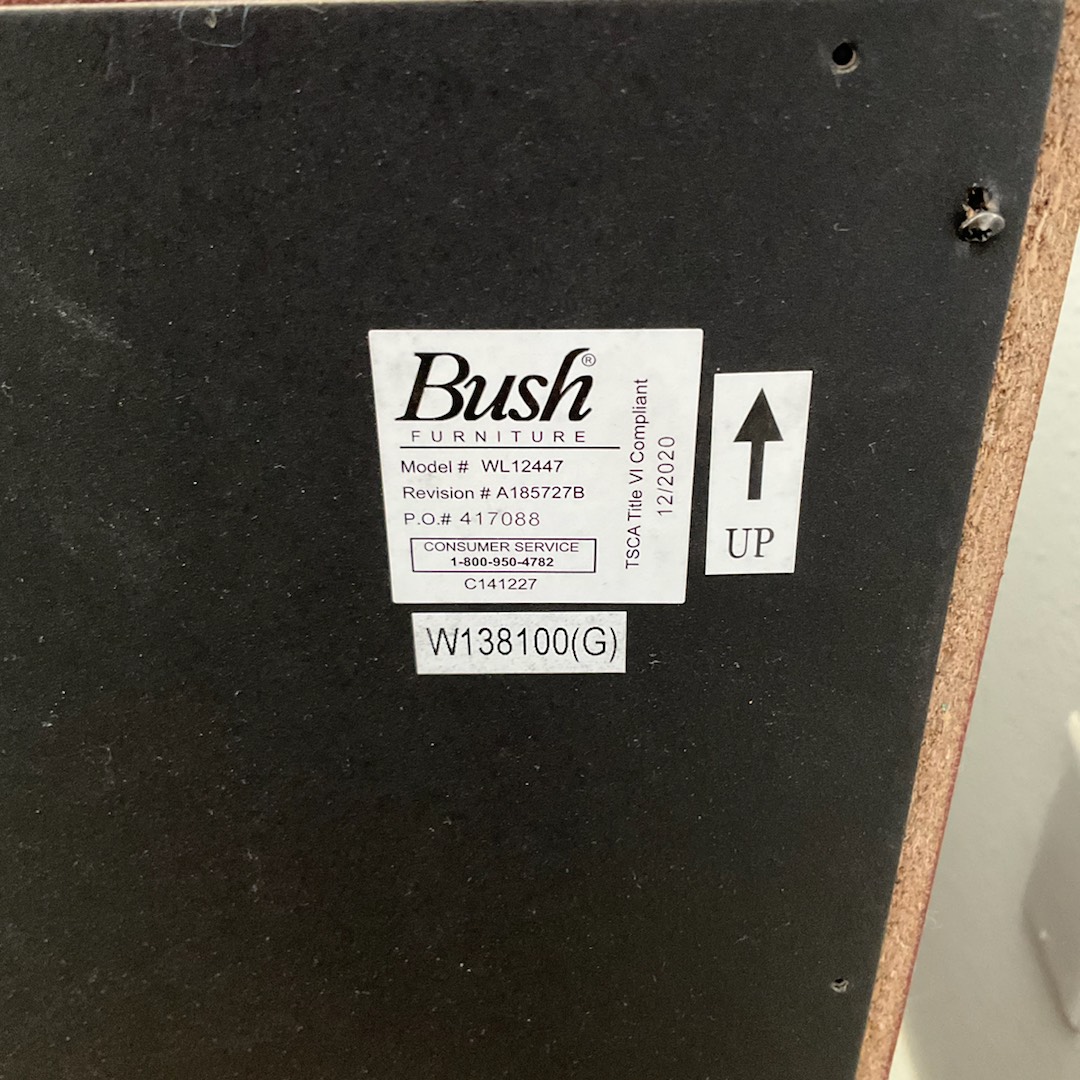 Bush®
FURNITURE
Model # WL12447
Revision # A185727B
P.O.# 417088
CONSUMER SERVICE
1-800-950-4782
C141227
TSCA Title VI Compliant
12/2020
UP
W138100(G)